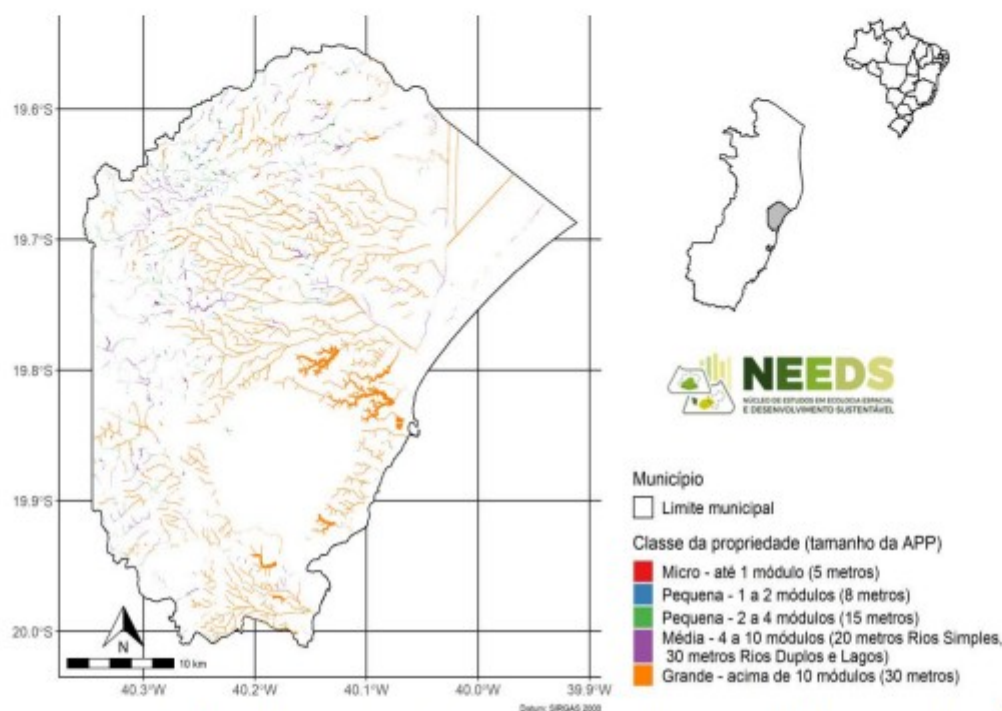 19.6°S
19.7°S
19.8°S
19.9°S
20.0°S
N
10 km
40.3°W
40.2°W
40.1°W
40.0°W
39.9°W
Datum: SIRGAS 2000
NEEDS
NÚCLEO DE ESTUDOS EM ECOLOGIA ESPACIAL
E DESENVOLVIMENTO SUSTENTÁVEL
Município
Limite municipal
Classe da propriedade (tamanho da APP)
Micro - até 1 módulo (5 metros)
Pequena - 1 a 2 módulos (8 metros)
Pequena - 2 a 4 módulos (15 metros)
Média - 4 a 10 módulos (20 metros Rios Simples,
30 metros Rios Duplos e Lagos)
Grande - acima de 10 módulos (30 metros)